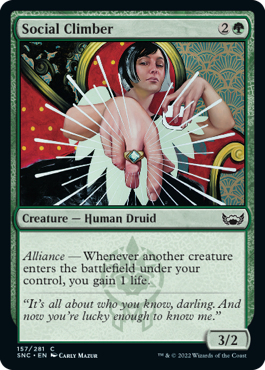 Social Climber 2
Creature — Human Druid
Alliance — Whenever another creature
enters the battlefield under your
control, you gain 1 life.
“It’s all about who you know, darling. And
now you’re lucky enough to know me.”
3/2
157/281 C
SNC • EN CARLY MAZUR ™ & © 2022 Wizards of the Coast